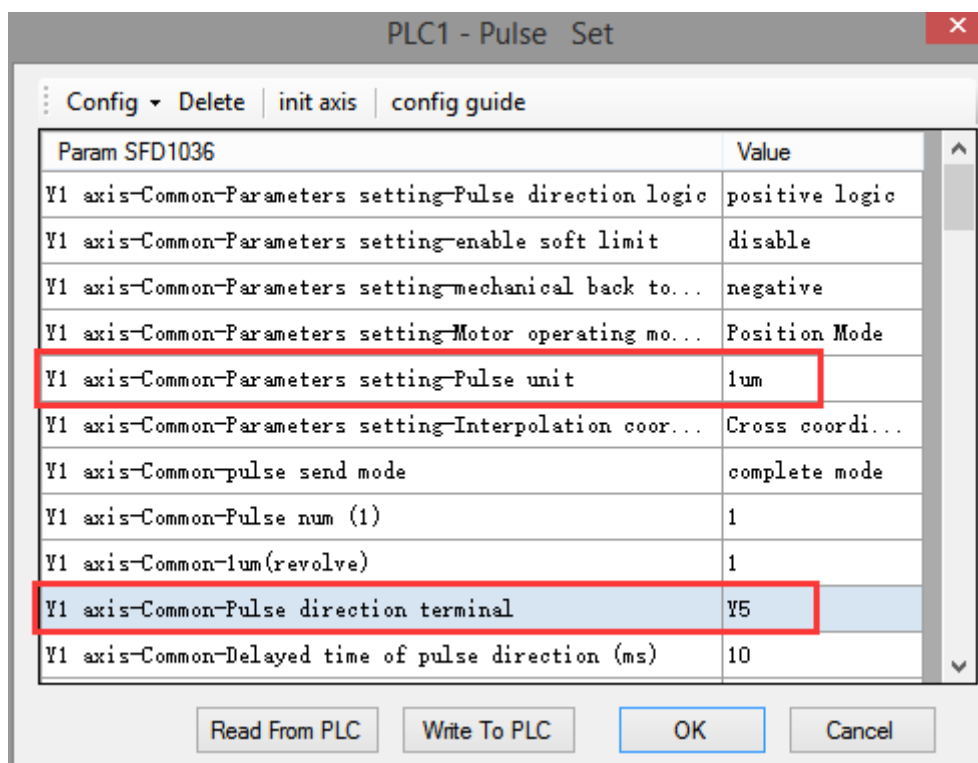 PLC1 - Pulse Set
Config Delete init axis config guide
Param SFD1036 Value
Y1 axis-Common-Parameters setting-Pulse direction logic positive logic
Y1 axis-Common-Parameters setting-enable soft limit disable
Y1 axis-Common-Parameters setting-mechanical back to... negative
Y1 axis-Common-Parameters setting-Motor operating mo... Position Mode
Y1 axis-Common-Parameters setting-Pulse unit 1um
Y1 axis-Common-Parameters setting-Interpolation coor... Cross coordi...
Y1 axis-Common-pulse send mode complete mode
Y1 axis-Common-Pulse num (1) 1
Y1 axis-Common-1um(revolve) 1
Y1 axis-Common-Pulse direction terminal Y5
Y1 axis-Common-Delayed time of pulse direction (ms) 10
Read From PLC Write To PLC OK Cancel